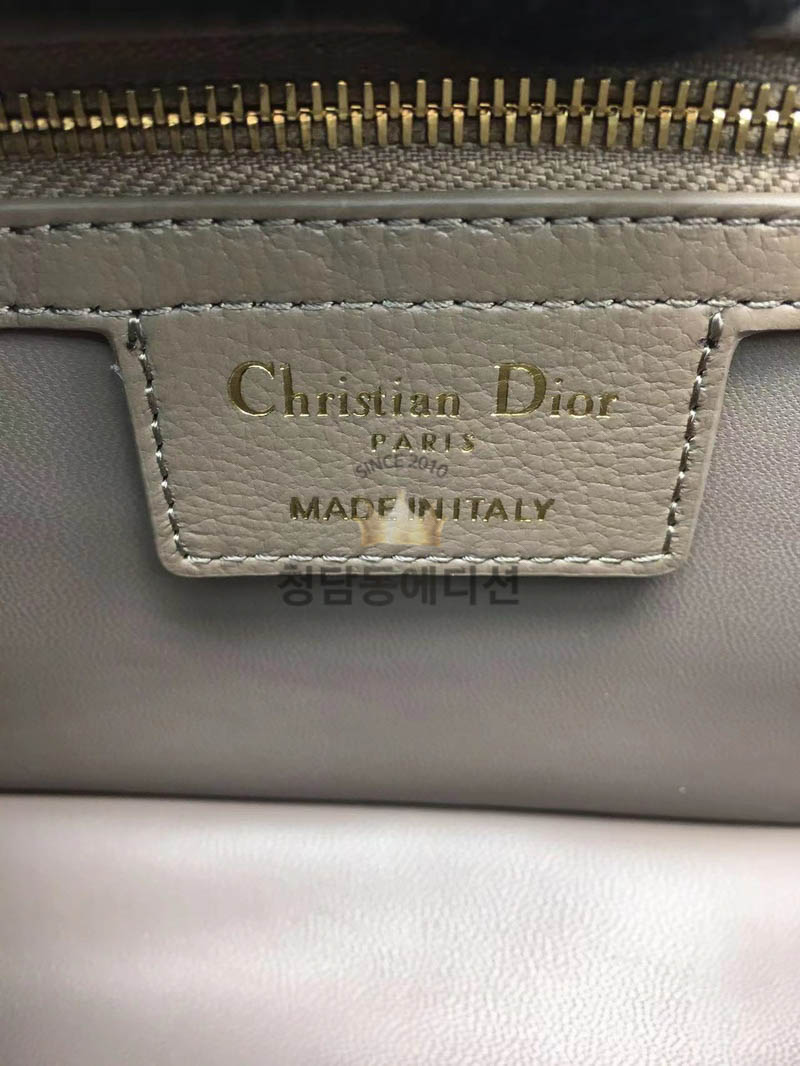 Christian Dior
PARIS
SINCE 2010
MADE IN ITALY
청담동에디션